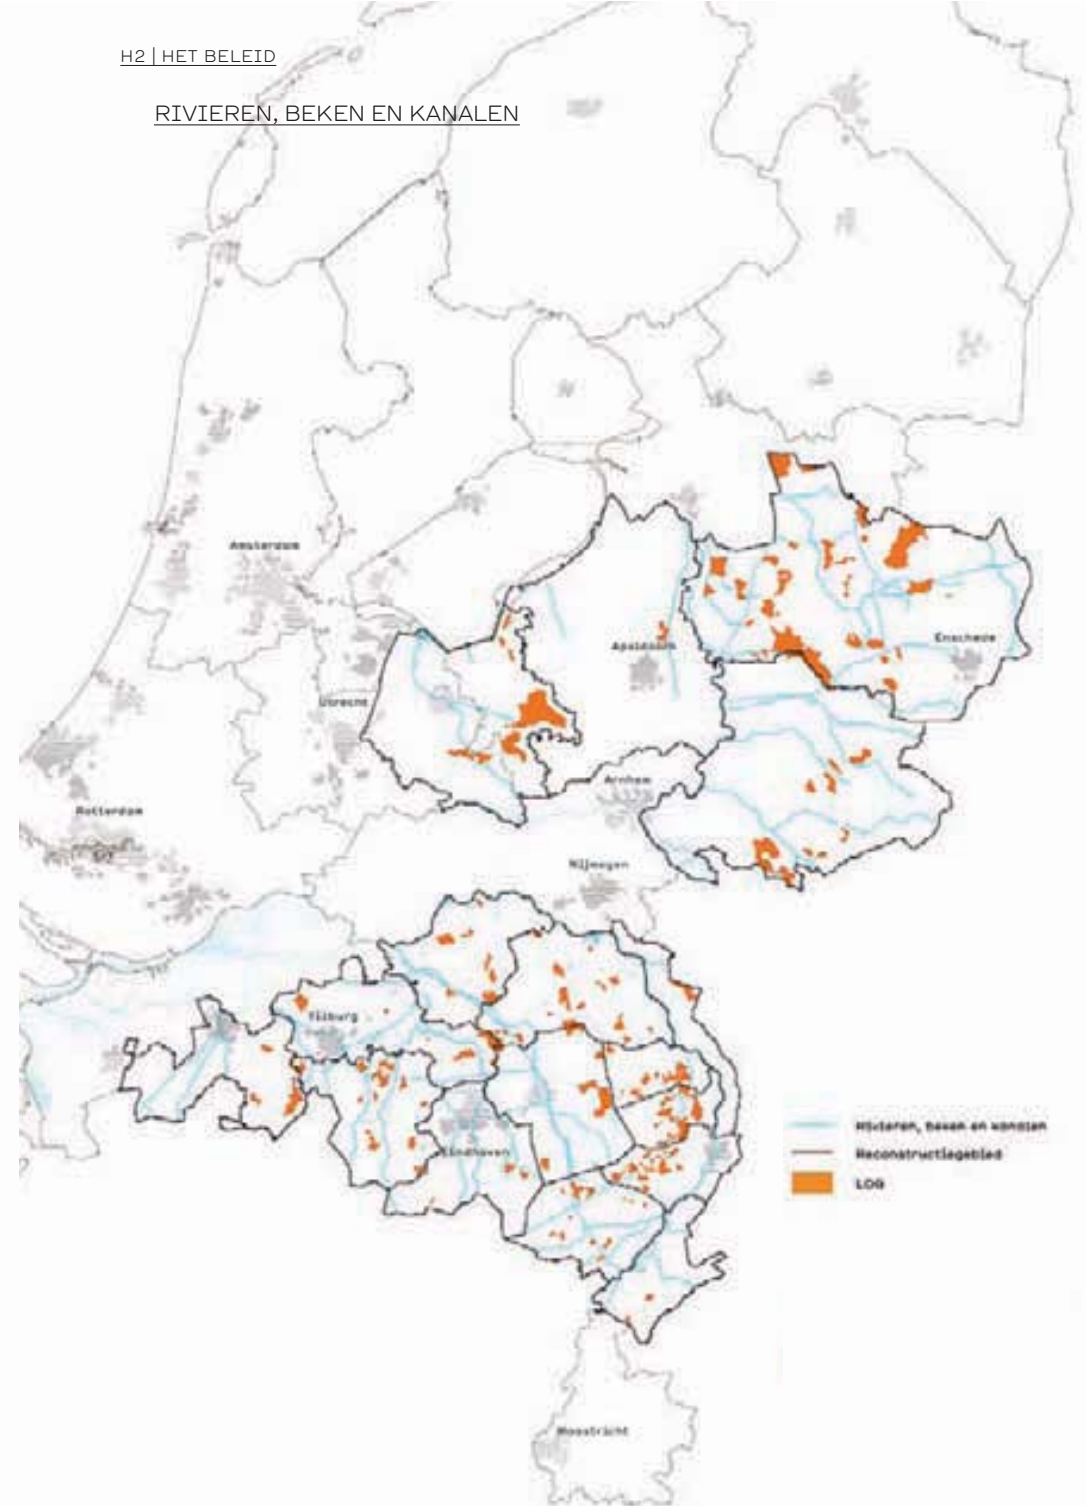 H2 | HET BELEID
RIVIEREN, BEKEN EN KANALEN
Amsterdam
Enschede
Apeldoorn
Utrecht
Arnhem
Rotterdam
Nijmegen
Tilburg
Eindhoven
Rivieren, Beken en Kanalen
Reconstructiegebied
LOG
Maastricht